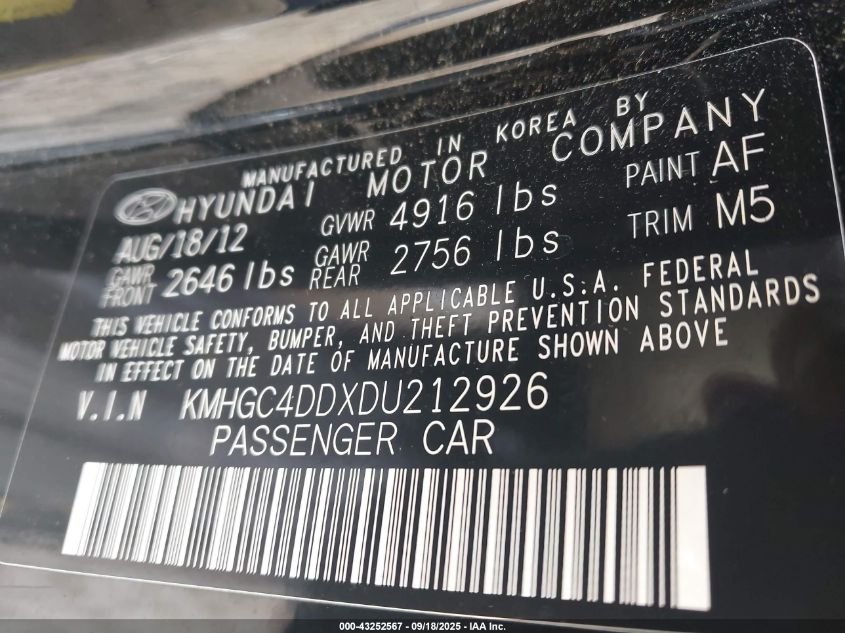 MANUFACTURED IN KOREA BY
HYUNDAI MOTOR COMPANY
AUG/18/12 GVWR 4916 lbs PAINT AF
GAWR FRONT 2646 lbs GAWR REAR 2756 lbs TRIM M5
THIS VEHICLE CONFORMS TO ALL APPLICABLE U.S.A. FEDERAL
MOTOR VEHICLE SAFETY, BUMPER, AND THEFT PREVENTION STANDARDS
IN EFFECT ON THE DATE OF MANUFACTURE SHOWN ABOVE
V.I.N KMHGC4DDXDU212926
PASSENGER CAR
000-43252567 - 09/18/2025 - IAA Inc.